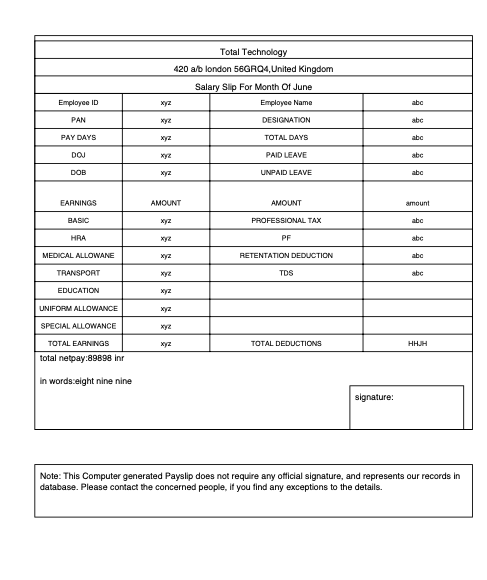 Total Technology
420 a/b london 56GRQ4,United Kingdom
Salary Slip For Month Of June
Employee ID xyz Employee Name abc
PAN xyz DESIGNATION abc
PAY DAYS xyz TOTAL DAYS abc
DOJ xyz PAID LEAVE abc
DOB xyz UNPAID LEAVE abc
EARNINGS AMOUNT AMOUNT amount
BASIC xyz PROFESSIONAL TAX abc
HRA xyz PF abc
MEDICAL ALLOWANE xyz RETENTATION DEDUCTION abc
TRANSPORT xyz TDS abc
EDUCATION xyz
UNIFORM ALLOWANCE xyz
SPECIAL ALLOWANCE xyz
TOTAL EARNINGS xyz TOTAL DEDUCTIONS HHJH
total netpay:89898 inr
in words:eight nine nine
signature:
Note: This Computer generated Payslip does not require any official signature, and represents our records in
database. Please contact the concerned people, if you find any exceptions to the details.